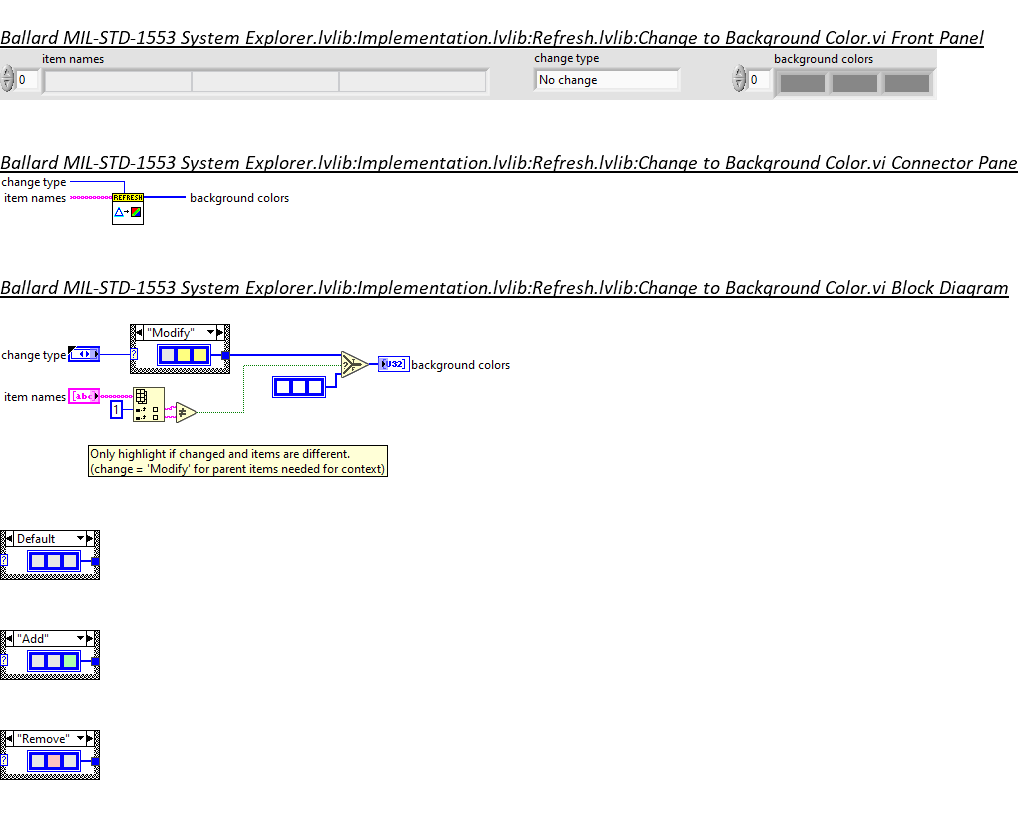 Ballard MIL-STD-1553 System Explorer.lvlib:Implementation.lvlib:Refresh.lvlib:Change to Background Color.vi Front Panel
item names
change type
background colors
0
No change
0
Ballard MIL-STD-1553 System Explorer.lvlib:Implementation.lvlib:Refresh.lvlib:Change to Background Color.vi Connector Pane
change type
item names
REFRESH
background colors
Ballard MIL-STD-1553 System Explorer.lvlib:Implementation.lvlib:Refresh.lvlib:Change to Background Color.vi Block Diagram
"Modify"
change type
?
?
T
F
U32]
background colors
item names
[abc]
1
≠
Only highlight if changed and items are different.
(change = 'Modify' for parent items needed for context)
Default
?
"Add"
?
"Remove"
?